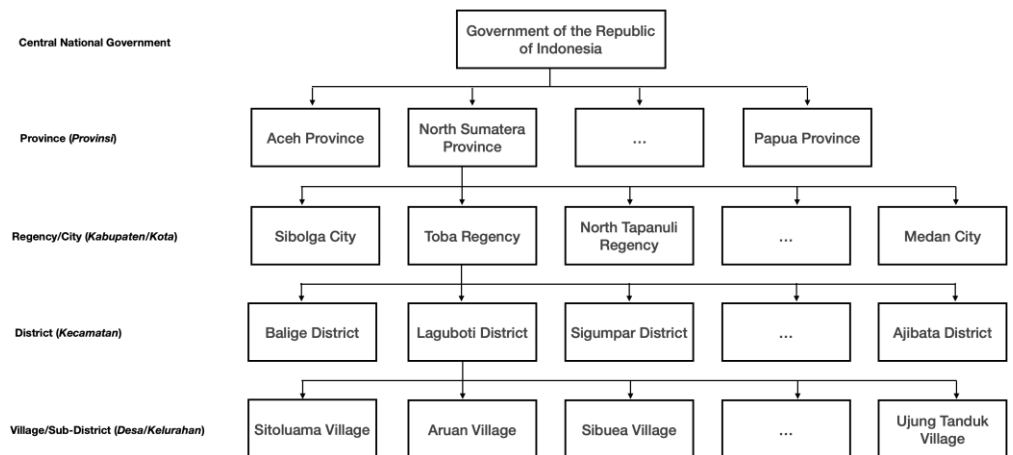 Government of the Republic
of Indonesia
Central National Government
Province (Provinsi)
Aceh Province
North Sumatera
Province
...
Papua Province
Regency/City (Kabupaten/Kota)
Sibolga City
Toba Regency
North Tapanuli
Regency
...
Medan City
District (Kecamatan)
Balige District
Laguboti District
Sigumpar District
...
Ajibata District
Village/Sub-District (Desa/Kelurahan)
Sitoluama Village
Aruan Village
Sibuea Village
...
Ujung Tanduk
Village